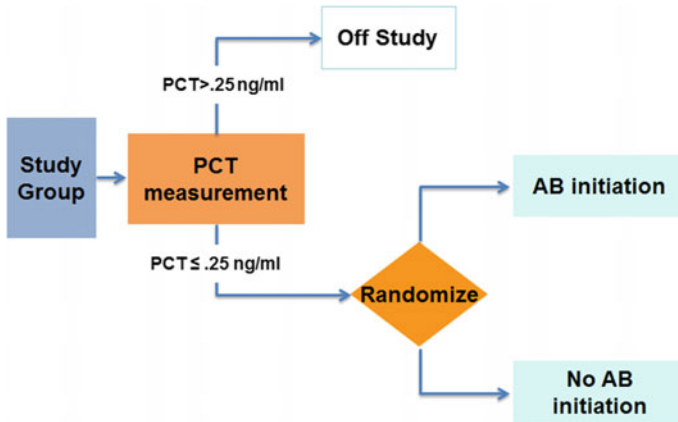 Off Study
PCT>.25 ng/ml
Study
Group
PCT
measurement
AB initiation
PCT ≤ .25 ng/ml
Randomize
No AB
initiation